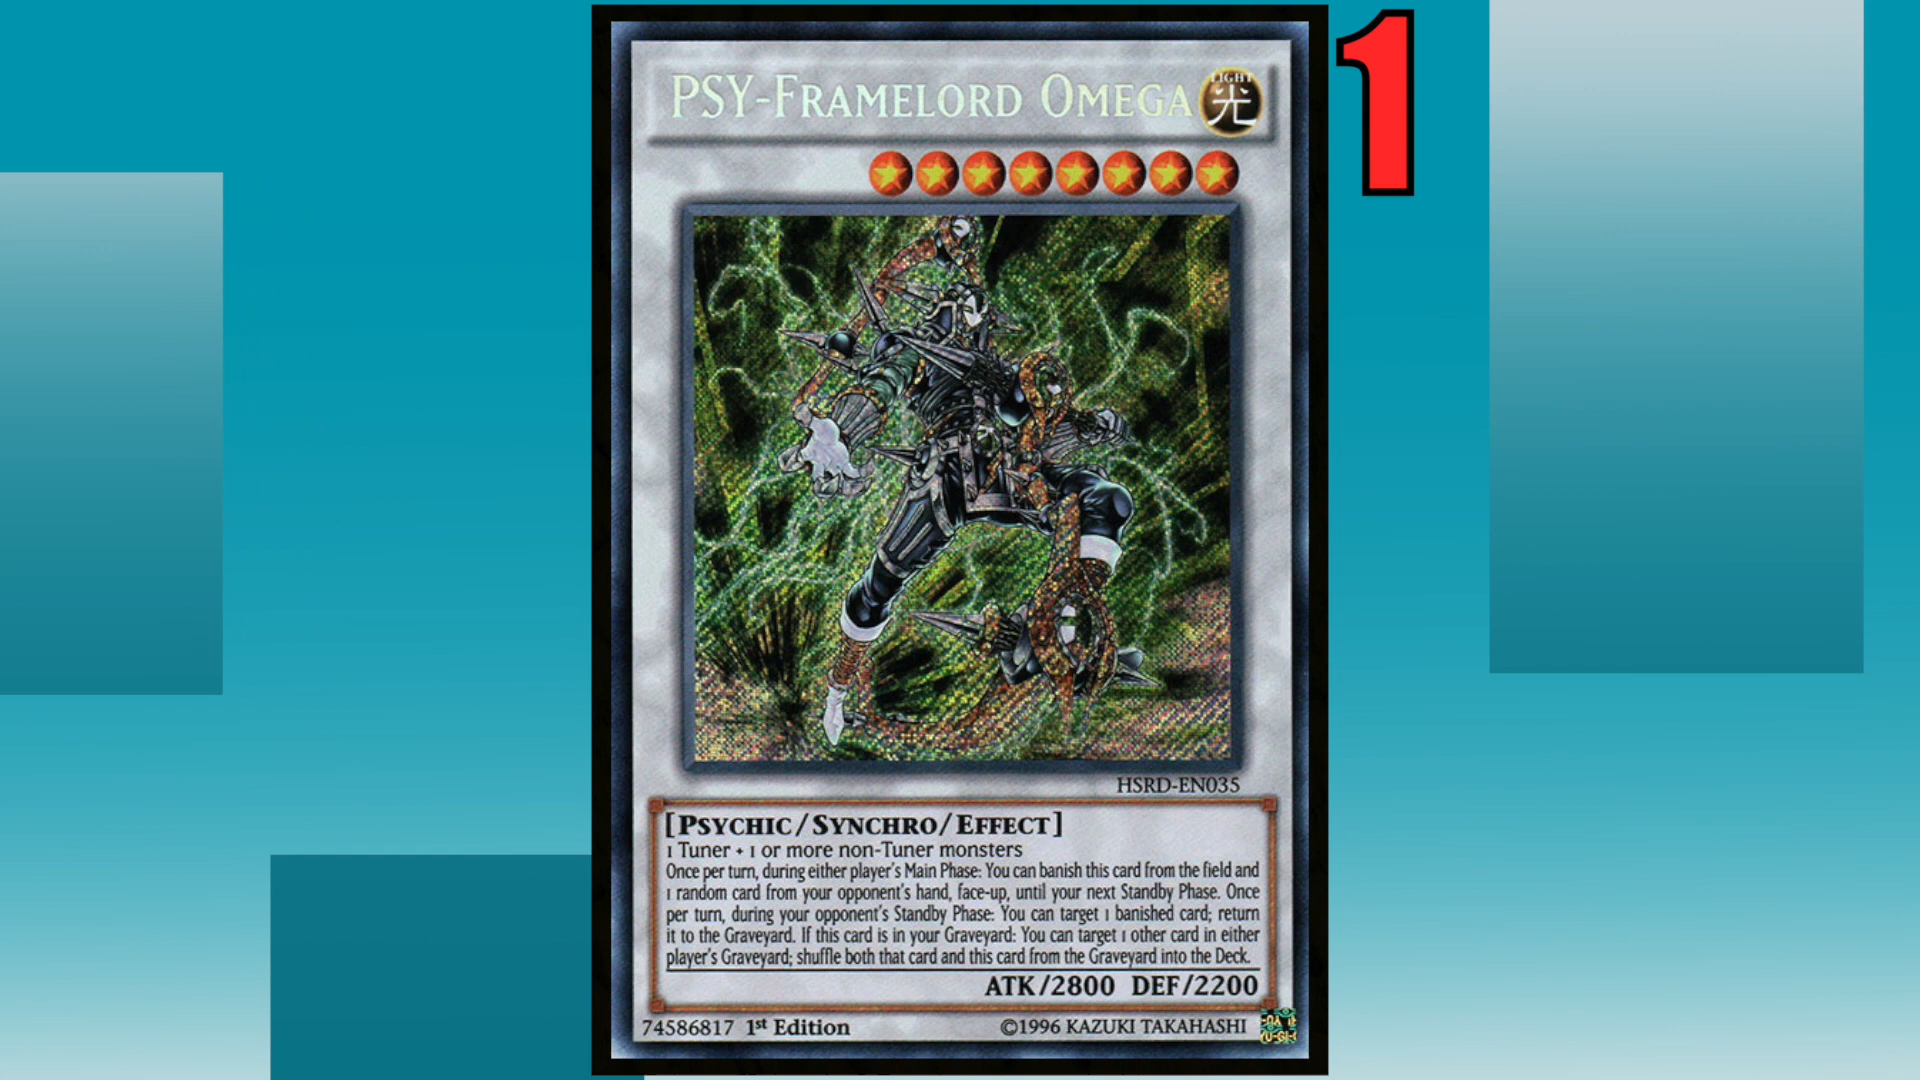 1
PSY-Framelord Omega
LIGHT
光
HSRD-EN035
[Psychic/Synchro/Effect]
1 Tuner + 1 or more non-Tuner monsters
Once per turn, during either player's Main Phase: You can banish this card from the field and
1 random card from your opponent's hand, face-up, until your next Standby Phase. Once
per turn, during your opponent's Standby Phase: You can target 1 banished card; return
it to the Graveyard. If this card is in your Graveyard: You can target 1 other card in either
player's Graveyard; shuffle both that card and this card from the Graveyard into the Deck.
ATK/2800 DEF/2200
74586817 1st Edition ©1996 KAZUKI TAKAHASHI